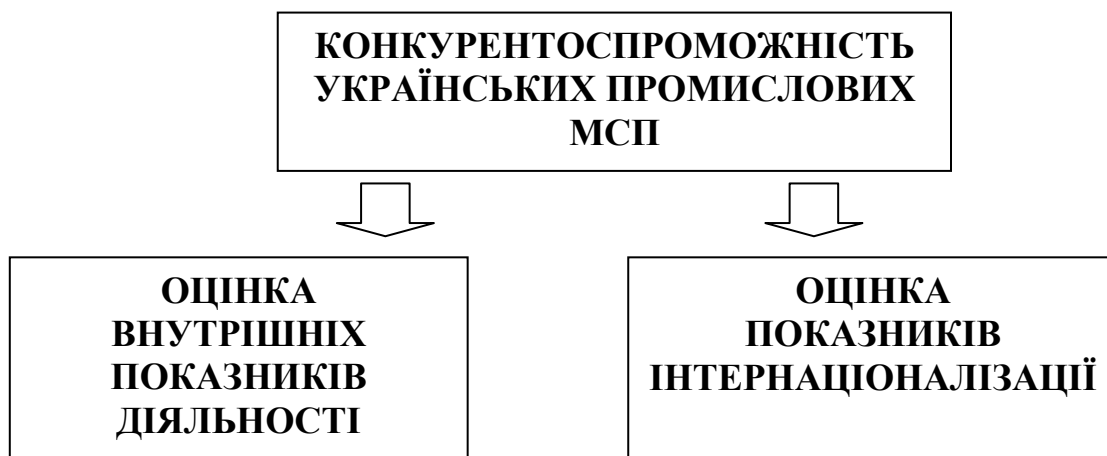 КОНКУРЕНТОСПРОМОЖНІСТЬ
УКРАЇНСЬКИХ ПРОМИСЛОВИХ
МСП
ОЦІНКА
ВНУТРІШНІХ
ПОКАЗНИКІВ
ДІЯЛЬНОСТІ
ОЦІНКА
ПОКАЗНИКІВ
ІНТЕРНАЦІОНАЛІЗАЦІЇ